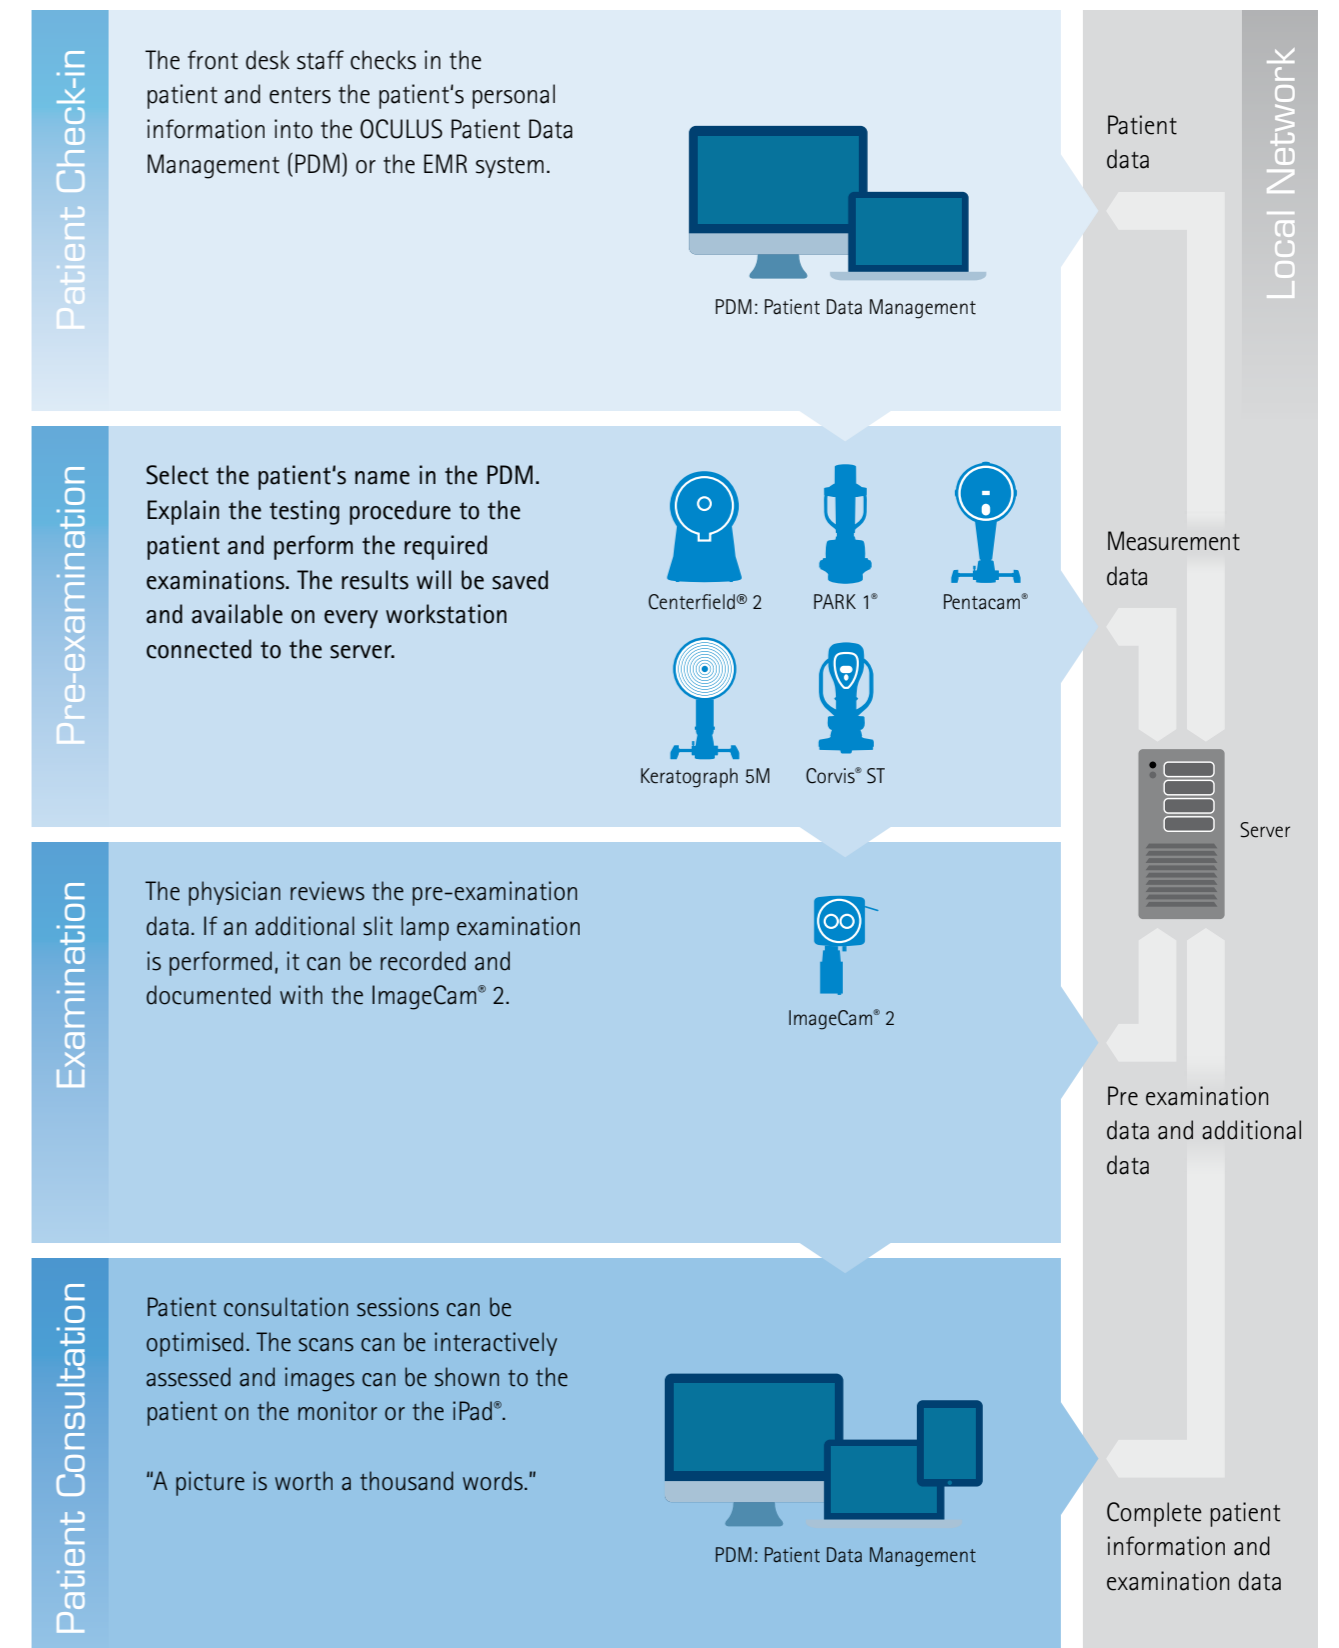 Patient Check-in
The front desk staff checks in the
patient and enters the patient's personal
information into the OCULUS Patient Data
Management (PDM) or the EMR system.
PDM: Patient Data Management
Patient
data
Local Network
Pre-examination
Select the patient's name in the PDM.
Explain the testing procedure to the
patient and perform the required
examinations. The results will be saved
and available on every workstation
connected to the server.
Centerfield® 2
PARK 1®
Pentacam®
Keratograph 5M
Corvis® ST
Measurement
data
Server
Examination
The physician reviews the pre-examination
data. If an additional slit lamp examination
is performed, it can be recorded and
documented with the ImageCam® 2.
ImageCam® 2
Pre examination
data and additional
data
Patient Consultation
Patient consultation sessions can be
optimised. The scans can be interactively
assessed and images can be shown to the
patient on the monitor or the iPad®.
"A picture is worth a thousand words."
PDM: Patient Data Management
Complete patient
information and
examination data